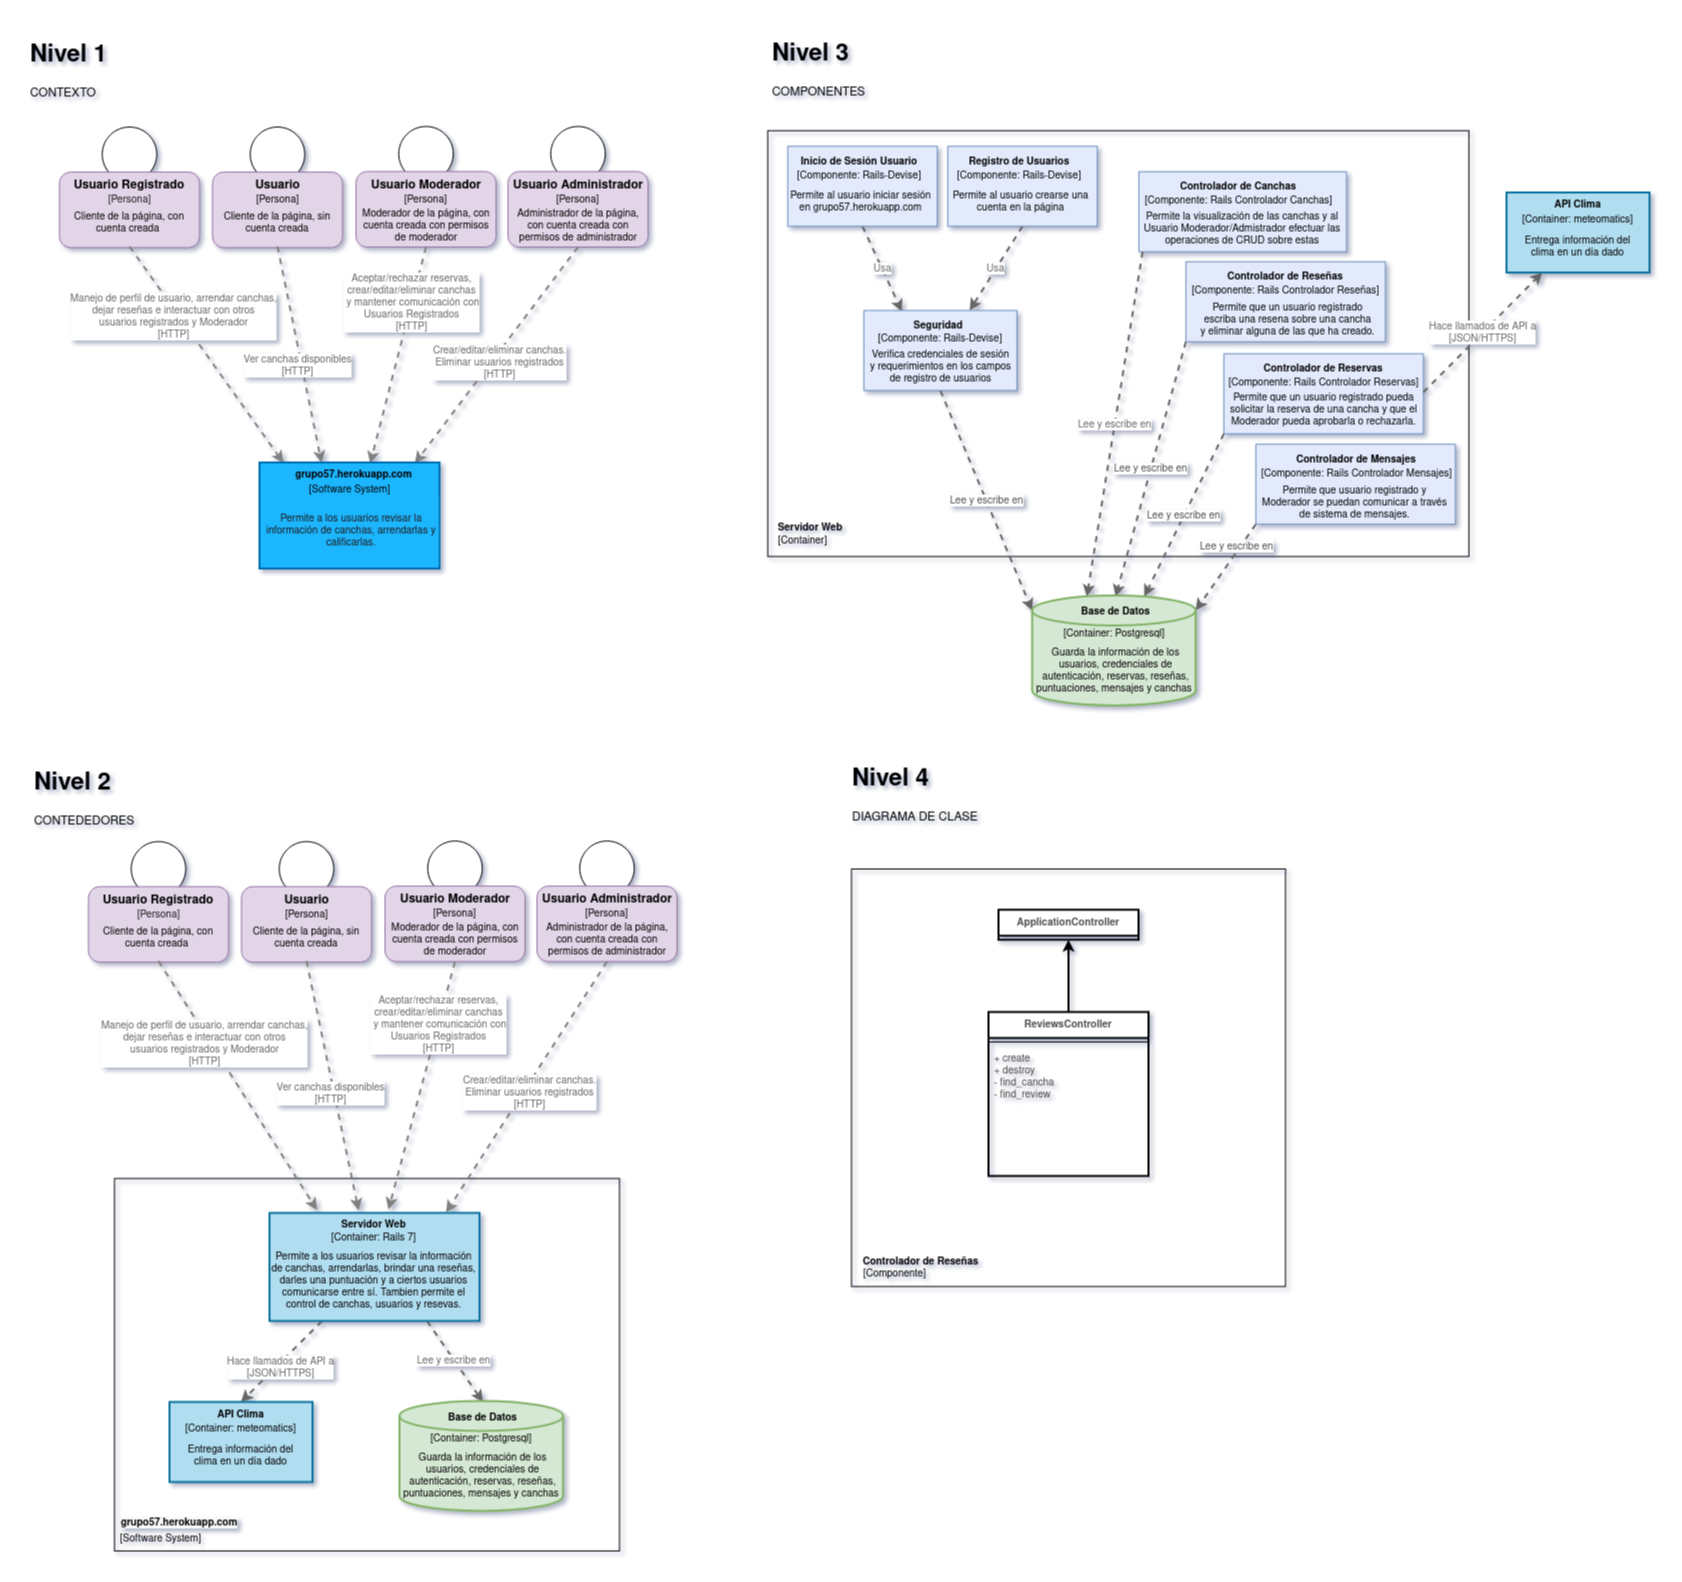 Nivel 1
CONTEXTO
Usuario Registrado
[Persona]
Cliente de la página, con
cuenta creada
Usuario
[Persona]
Cliente de la página, sin
cuenta creada
Usuario Moderador
[Persona]
Moderador de la página, con
cuenta creada con permisos
de moderador
Usuario Administrador
[Persona]
Administrador de la página,
con cuenta creada con
permisos de administrador
Manejo de perfil de usuario, arrendar canchas,
dejar reseñas e interactuar con otros
usuarios registrados y Moderador
[HTTP]
Ver canchas disponibles
[HTTP]
Aceptar/rechazar reservas,
crear/editar/eliminar canchas
y mantener comunicación con
Usuarios Registrados
[HTTP]
Crear/editar/eliminar canchas.
Eliminar usuarios registrados
[HTTP]
grupo57.herokuapp.com
[Software System]
Permite a los usuarios revisar la
información de canchas, arrendarlas y
calificarlas.
Nivel 3
COMPONENTES
Inicio de Sesión Usuario
[Componente: Rails-Devise]
Permite al usuario iniciar sesión
en grupo57.herokuapp.com
Registro de Usuarios
[Componente: Rails-Devise]
Permite al usuario crearse una
cuenta en la página
Controlador de Canchas
[Componente: Rails Controlador Canchas]
Permite la visualización de las canchas y al
Usuario Moderador/Admistrador efectuar las
operaciones de CRUD sobre estas
API Clima
[Container: meteomatics]
Entrega información del
clima en un día dado
Usa
Usa
Controlador de Reseñas
[Componente: Rails Controlador Reseñas]
Permite que un usuario registrado
escriba una resena sobre una cancha
y eliminar alguna de las que ha creado.
Seguridad
[Componente: Rails-Devise]
Verifica credenciales de sesión
y requerimientos en los campos
de registro de usuarios
Hace llamados de API a
[JSON/HTTPS]
Controlador de Reservas
[Componente: Rails Controlador Reservas]
Permite que un usuario registrado pueda
solicitar la reserva de una cancha y que el
Moderador pueda aprobarla o rechazarla.
Lee y escribe en
Controlador de Mensajes
[Componente: Rails Controlador Mensajes]
Permite que usuario registrado y
Moderador se puedan comunicar a través
de sistema de mensajes.
Lee y escribe en
Lee y escribe en
Lee y escribe en
Lee y escribe en
Servidor Web
[Container]
Base de Datos
[Container: Postgresql]
Guarda la información de los
usuarios, credenciales de
autenticación, reservas, reseñas,
puntuaciones, mensajes y canchas
Nivel 2
CONTEDEDORES
Usuario Registrado
[Persona]
Cliente de la página, con
cuenta creada
Usuario
[Persona]
Cliente de la página, sin
cuenta creada
Usuario Moderador
[Persona]
Moderador de la página, con
cuenta creada con permisos
de moderador
Usuario Administrador
[Persona]
Administrador de la página,
con cuenta creada con
permisos de administrador
Manejo de perfil de usuario, arrendar canchas,
dejar reseñas e interactuar con otros
usuarios registrados y Moderador
[HTTP]
Ver canchas disponibles
[HTTP]
Aceptar/rechazar reservas,
crear/editar/eliminar canchas
y mantener comunicación con
Usuarios Registrados
[HTTP]
Crear/editar/eliminar canchas.
Eliminar usuarios registrados
[HTTP]
Servidor Web
[Container: Rails 7]
Permite a los usuarios revisar la información
de canchas, arrendarlas, brindar una reseñas,
darles una puntuación y a ciertos usuarios
comunicarse entre sí. Tambien permite el
control de canchas, usuarios y resevas.
Hace llamados de API a
[JSON/HTTPS]
Lee y escribe en
API Clima
[Container: meteomatics]
Entrega información del
clima en un día dado
Base de Datos
[Container: Postgresql]
Guarda la información de los
usuarios, credenciales de
autenticación, reservas, reseñas,
puntuaciones, mensajes y canchas
grupo57.herokuapp.com
[Software System]
Nivel 4
DIAGRAMA DE CLASE
ApplicationController
ReviewsController
+ create
+ destroy
- find_cancha
- find_review
Controlador de Reseñas
[Componente]